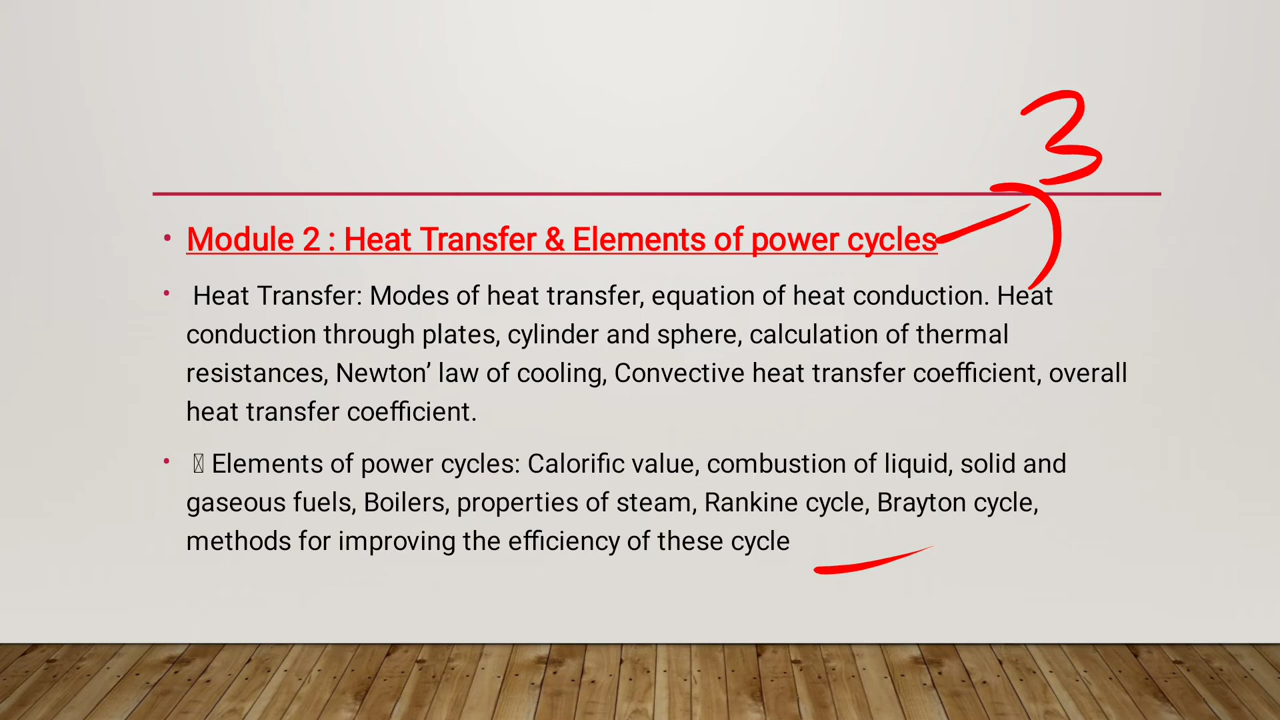 3
• Module 2 : Heat Transfer & Elements of power cycles
• Heat Transfer: Modes of heat transfer, equation of heat conduction. Heat
conduction through plates, cylinder and sphere, calculation of thermal
resistances, Newton’ law of cooling, Convective heat transfer coefficient, overall
heat transfer coefficient.
• Elements of power cycles: Calorific value, combustion of liquid, solid and
gaseous fuels, Boilers, properties of steam, Rankine cycle, Brayton cycle,
methods for improving the efficiency of these cycle